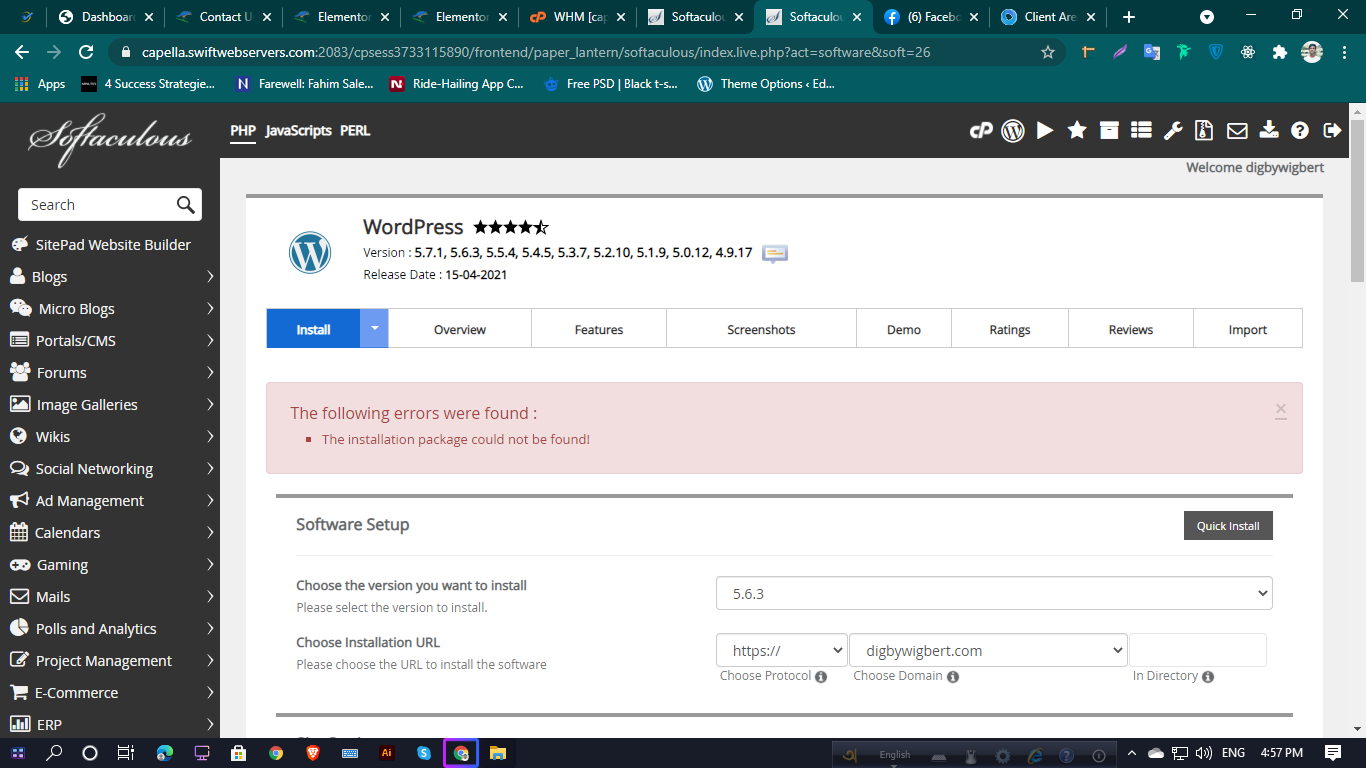 Dashboar
Contact U
Elementor
Elementor
WHM [cap
Softaculou
Softaculou
(6) Facebo
Client Are
capella.swiftwebservers.com:2083/cpsess3733115890/frontend/paper_lantern/softaculous/index.live.php?act=software&soft=26
Apps
4 Success Strategie...
Farewell: Fahim Sale...
Ride-Hailing App C...
Free PSD | Black t-s...
Theme Options ‹ Ed...
Softaculous
PHP JavaScripts PERL
Welcome digbywigbert
Search
SitePad Website Builder
Blogs
Micro Blogs
Portals/CMS
Forums
Image Galleries
Wikis
Social Networking
Ad Management
Calendars
Gaming
Mails
Polls and Analytics
Project Management
E-Commerce
ERP
WordPress
Version : 5.7.1, 5.6.3, 5.5.4, 5.4.5, 5.3.7, 5.2.10, 5.1.9, 5.0.12, 4.9.17
Release Date : 15-04-2021
Install
Overview
Features
Screenshots
Demo
Ratings
Reviews
Import
The following errors were found :
The installation package could not be found!
Software Setup
Quick Install
Choose the version you want to install
Please select the version to install.
5.6.3
Choose Installation URL
Please choose the URL to install the software
https://
digbywigbert.com
Choose Protocol
Choose Domain
In Directory
English
ENG
4:57 PM